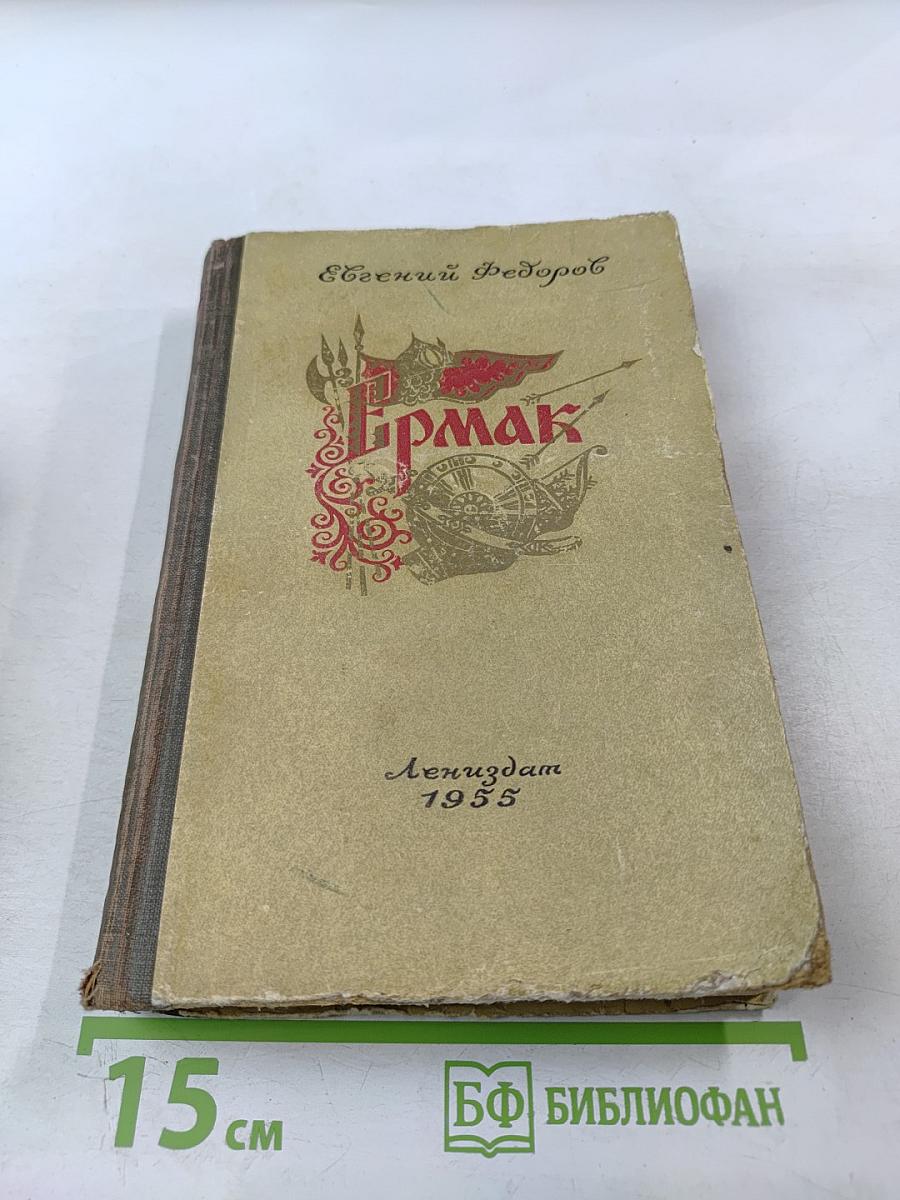 Евгений Федоров
Ермак
Лениздат
1955
15 см
БФ БИБЛИОФАН